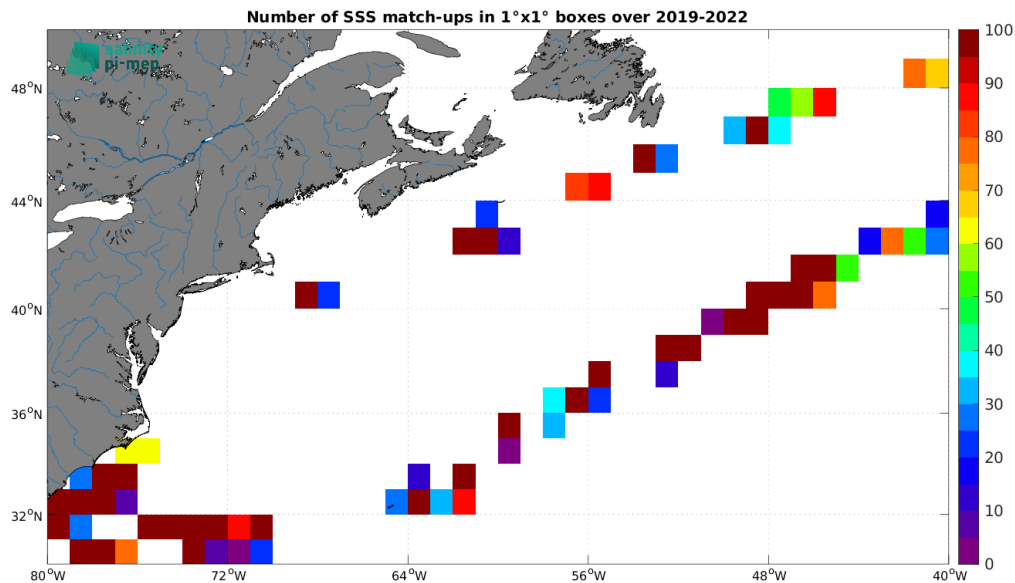 Number of SSS match-ups in 1°x1° boxes over 2019-2022
salinity
pi-mep
48°N
44°N
40°N
36°N
32°N
80°W 72°W 64°W 56°W 48°W 40°W
100
90
80
70
60
50
40
30
20
10
0